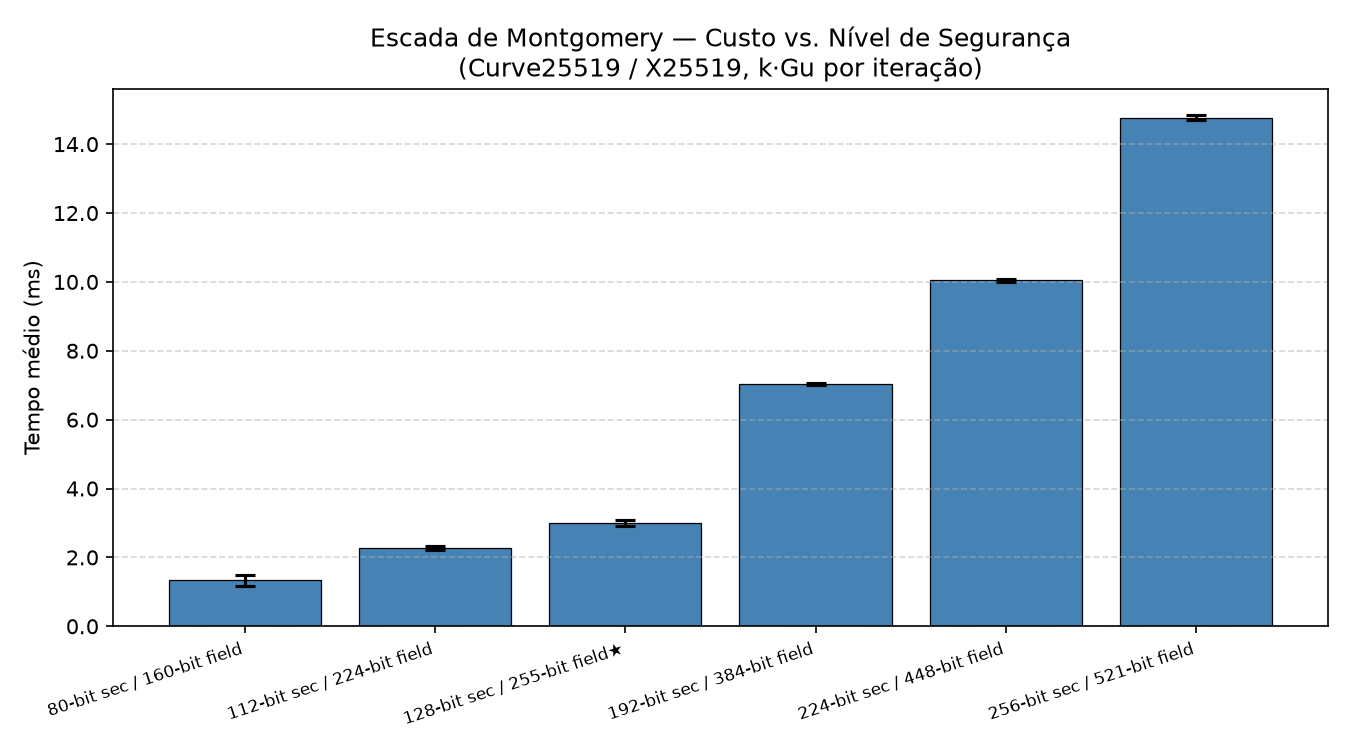 Escada de Montgomery — Custo vs. Nível de Segurança
(Curve25519 / X25519, k·Gu por iteração)
Tempo médio (ms)
14.0
12.0
10.0
8.0
6.0
4.0
2.0
0.0
80-bit sec / 160-bit field
112-bit sec / 224-bit field
128-bit sec / 255-bit field★
192-bit sec / 384-bit field
224-bit sec / 448-bit field
256-bit sec / 521-bit field